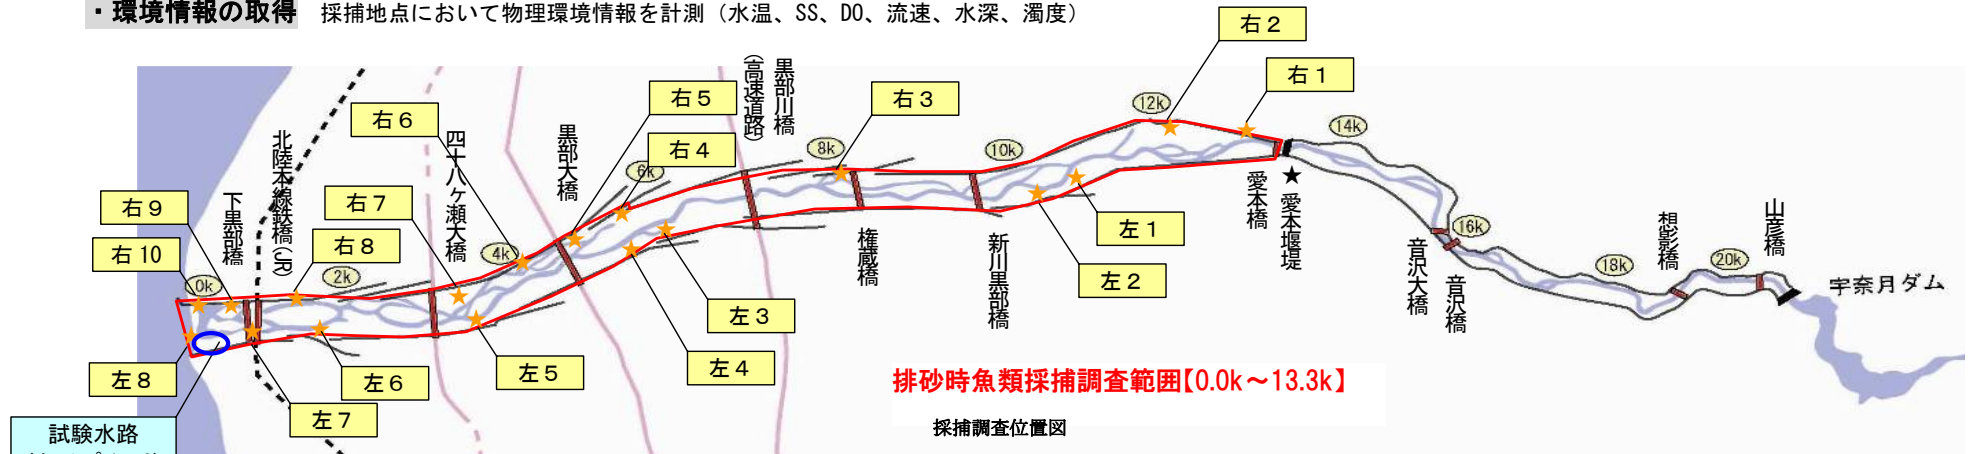 ・環境情報の取得 採捕地点において物理環境情報を計測（水温、SS、DO、流速、水深、濁度）
右２
右１
右３
右５
右４
右６
右７
右８
右９
右10
左１
左２
左３
左４
左５
左６
左７
左８
0k
2k
4k
6k
8k
10k
12k
14k
16k
18k
20k
下黒部橋
北陸本線鉄橋(JR)
四十八ヶ瀬大橋
黒部大橋
黒部川橋
(高速道路)
権蔵橋
新川黒部橋
愛本橋
★愛本堰堤
音沢大橋
音沢橋
想影橋
山彦橋
宇奈月ダム
排砂時魚類採捕調査範囲【0.0k～13.3k】
採捕調査位置図
試験水路